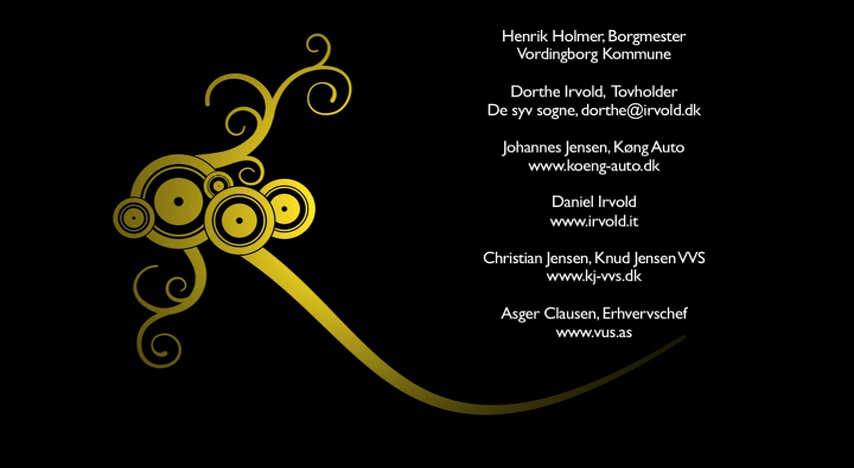 Henrik Holmer, Borgmester
Vordingborg Kommune
Dorthe Irvold, Tovholder
De syv sogne, dorthe@irvold.dk
Johannes Jensen, Køng Auto
www.koeng-auto.dk
Daniel Irvold
www.irvold.it
Christian Jensen, Knud Jensen VVS
www.kj-vvs.dk
Asger Clausen, Erhvervschef
www.vus.as